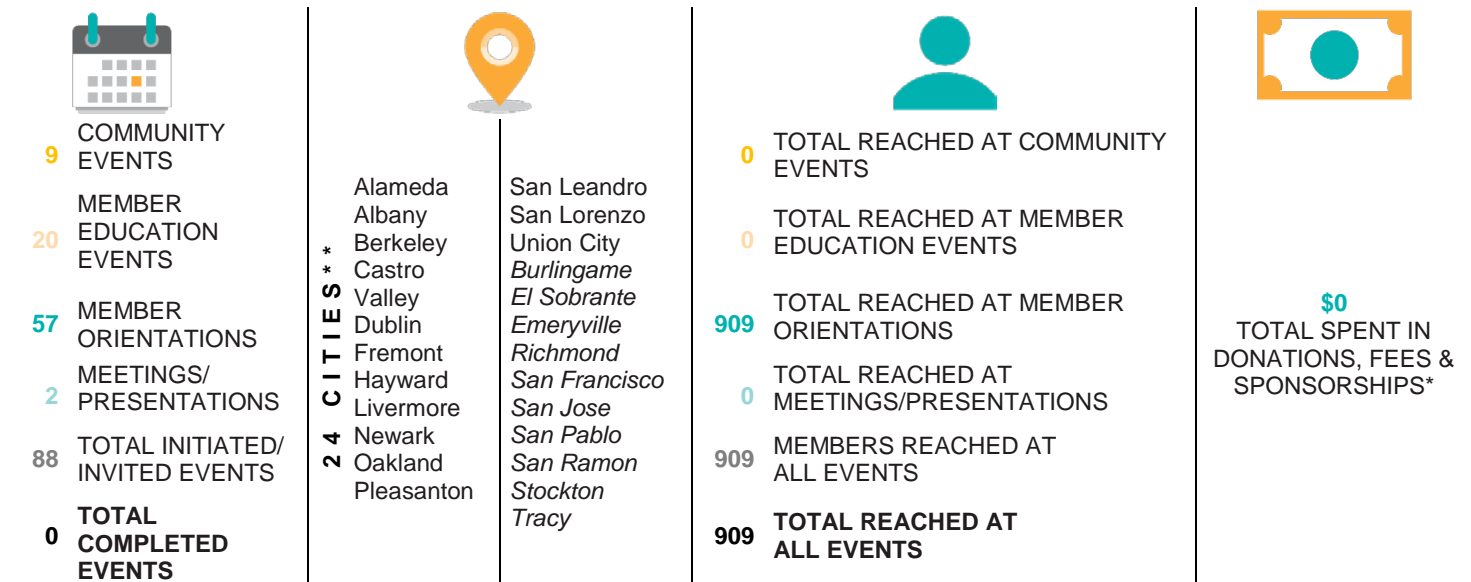 9 COMMUNITY
EVENTS
20 MEMBER
EDUCATION
EVENTS
57 MEMBER
ORIENTATIONS
2 MEETINGS/
PRESENTATIONS
88 TOTAL INITIATED/
INVITED EVENTS
0 TOTAL
COMPLETED
EVENTS
24 CITIES**
Alameda
Albany
Berkeley
Castro
Valley
Dublin
Fremont
Hayward
Livermore
Newark
Oakland
Pleasanton
San Leandro
San Lorenzo
Union City
Burlingame
El Sobrante
Emeryville
Richmond
San Francisco
San Jose
San Pablo
San Ramon
Stockton
Tracy
0 TOTAL REACHED AT COMMUNITY
EVENTS
0 TOTAL REACHED AT MEMBER
EDUCATION EVENTS
909 TOTAL REACHED AT MEMBER
ORIENTATIONS
0 TOTAL REACHED AT
MEETINGS/PRESENTATIONS
909 MEMBERS REACHED AT
ALL EVENTS
909 TOTAL REACHED AT
ALL EVENTS
$0
TOTAL SPENT IN
DONATIONS, FEES &
SPONSORSHIPS*